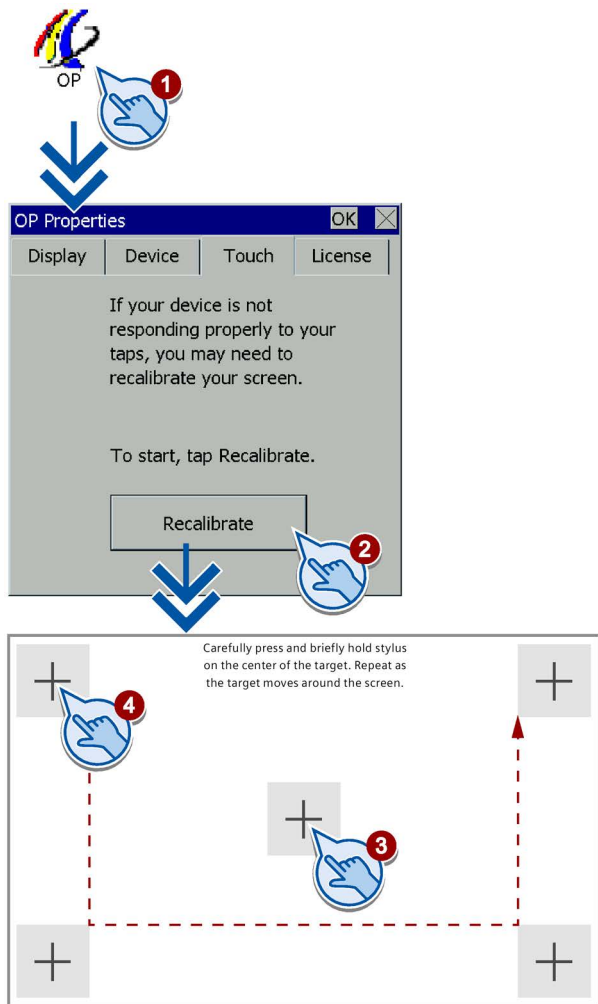 OP
1
OP Properties OK
Display Device Touch License
If your device is not
responding properly to your
taps, you may need to
recalibrate your screen.
To start, tap Recalibrate.
Recalibrate
2
Carefully press and briefly hold stylus
on the center of the target. Repeat as
the target moves around the screen.
4
3